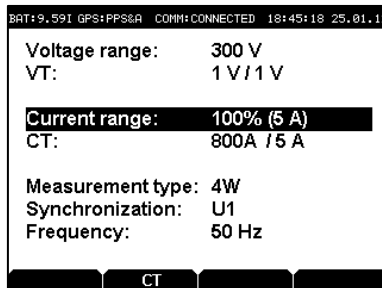 BAT:9.59I GPS:PPS&A COMM:CONNECTED 18:45:18 25.01.1
Voltage range: 300 V
VT: 1 V / 1 V
Current range: 100% (5 A)
CT: 800A / 5 A
Measurement type: 4W
Synchronization: U1
Frequency: 50 Hz
CT